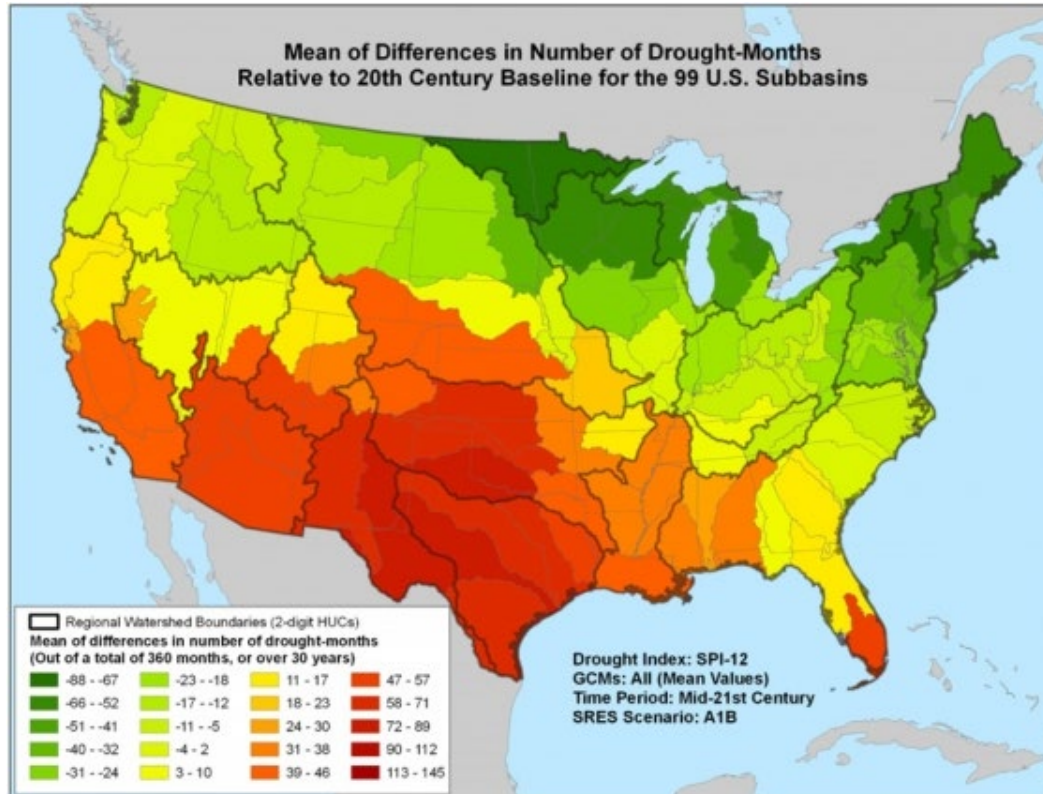 Mean of Differences in Number of Drought-Months
Relative to 20th Century Baseline for the 99 U.S. Subbasins
Regional Watershed Boundaries (2-digit HUCs)
Mean of differences in number of drought-months
(Out of a total of 360 months, or over 30 years)
-88 - -67
-66 - -52
-51 - -41
-40 - -32
-31 - -24
-23 - -18
-17 - -12
-11 - -5
-4 - 2
3 - 10
11 - 17
18 - 23
24 - 30
31 - 38
39 - 46
47 - 57
58 - 71
72 - 89
90 - 112
113 - 145
Drought Index: SPI-12
GCMs: All (Mean Values)
Time Period: Mid-21st Century
SRES Scenario: A1B